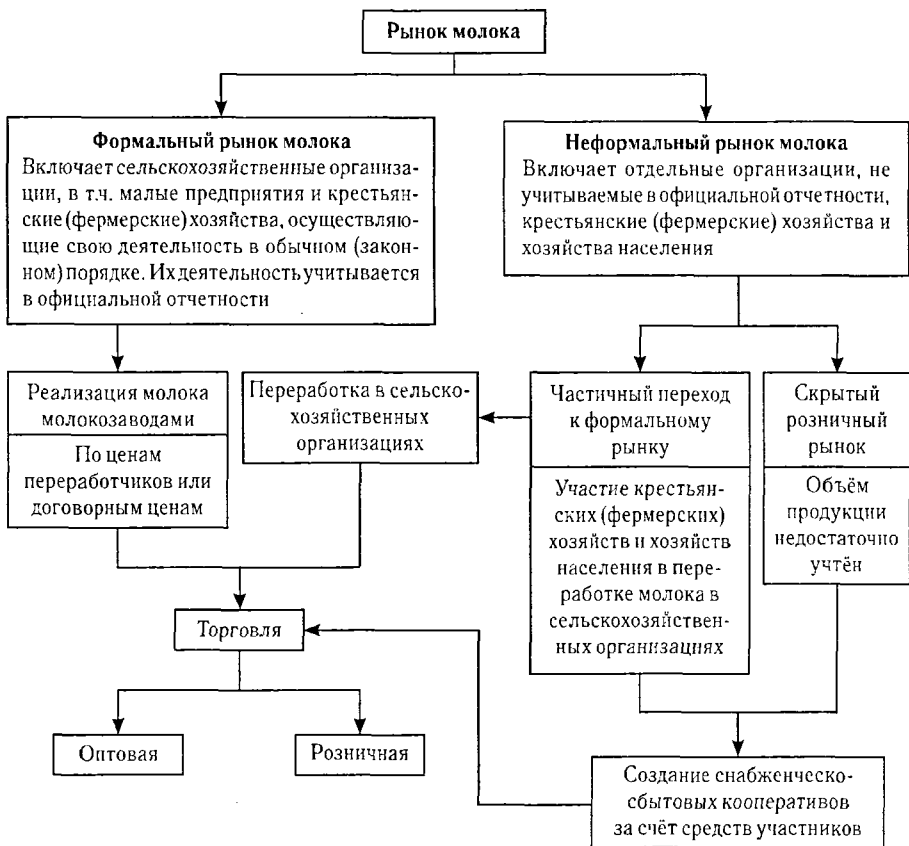 Рынок молока
Формальный рынок молока
Включает сельскохозяйственные организа-
ции, в т.ч. малые предприятия и крестьян-
ские (фермерские) хозяйства, осуществляю-
щие свою деятельность в обычном (закон-
ном) порядке. Их деятельность учитывается
в официальной отчетности
Неформальный рынок молока
Включает отдельные организации, не
учитываемые в официальной отчетности,
крестьянские (фермерские) хозяйства и
хозяйства населения
Реализация молока
молокозаводами
По ценам
переработчиков или
договорным ценам
Переработка в сельско-
хозяйственных
организациях
Частичный переход
к формальному
рынку
Участие крестьян-
ских (фермерских)
хозяйств и хозяйств
населения в пере-
работке молока в
сельскохозяйствен-
ных организациях
Скрытый
розничный
рынок
Объём
продукции
недостаточно
учтён
Торговля
Оптовая
Розничная
Создание снабженческо-
сбытовых кооперативов
за счёт средств участников